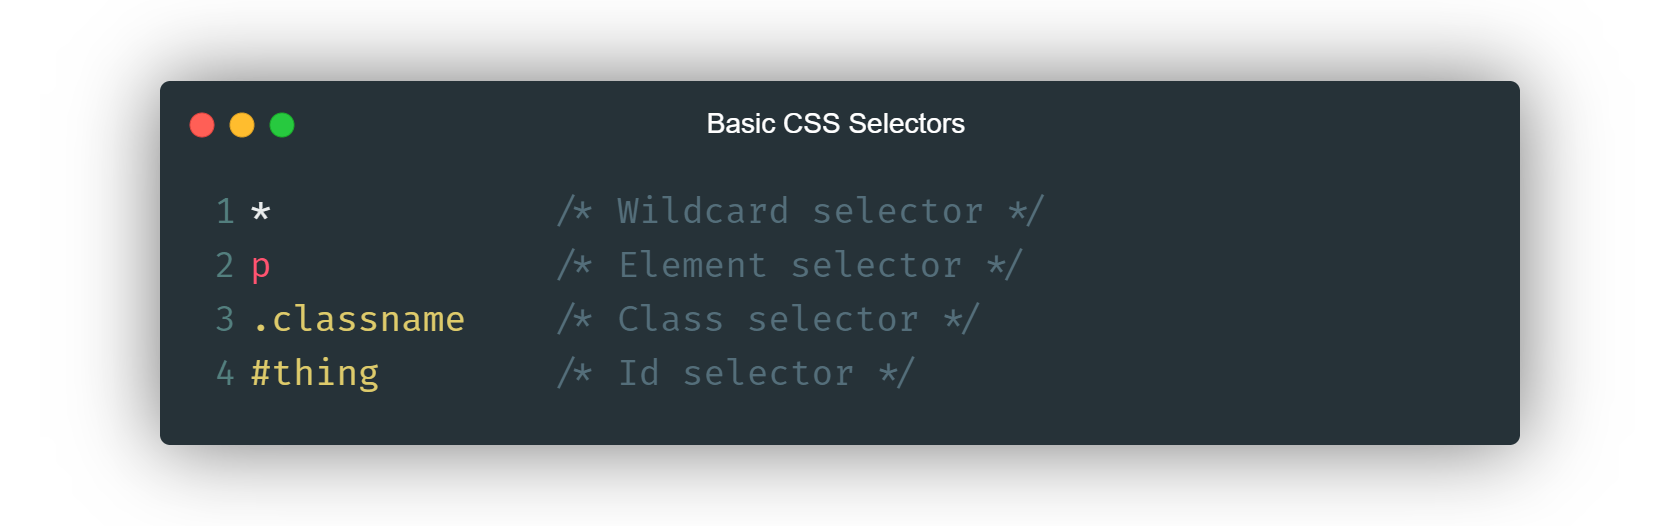 Basic CSS Selectors
1 * /* Wildcard selector */
2 p /* Element selector */
3 .classname /* Class selector */
4 #thing /* Id selector */